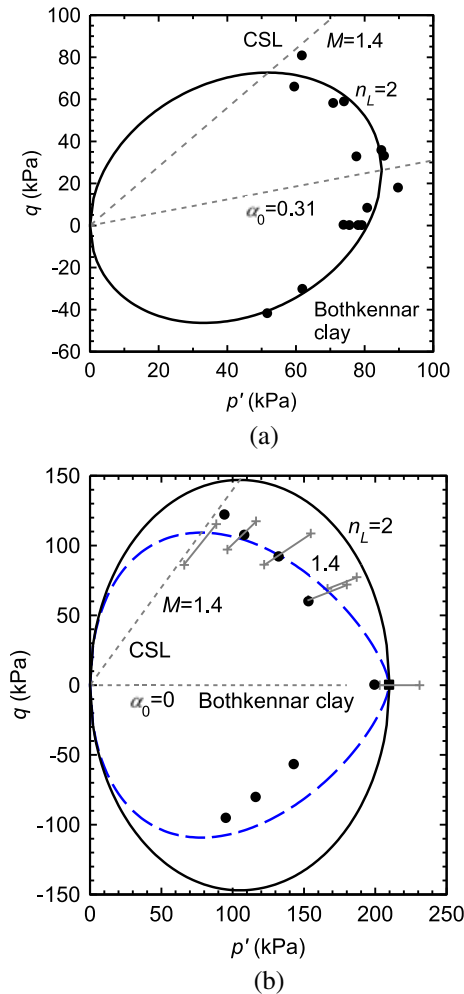 100
80
60
40
20
0
-20
-40
-60
q (kPa)
CSL
M=1.4
n_L=2
α_0=0.31
Bothkennar
clay
0 20 40 60 80 100
p' (kPa)
(a)
150
100
50
0
-50
-100
-150
q (kPa)
n_L=2
1.4
M=1.4
CSL
α_0=0
Bothkennar clay
0 50 100 150 200 250
p' (kPa)
(b)